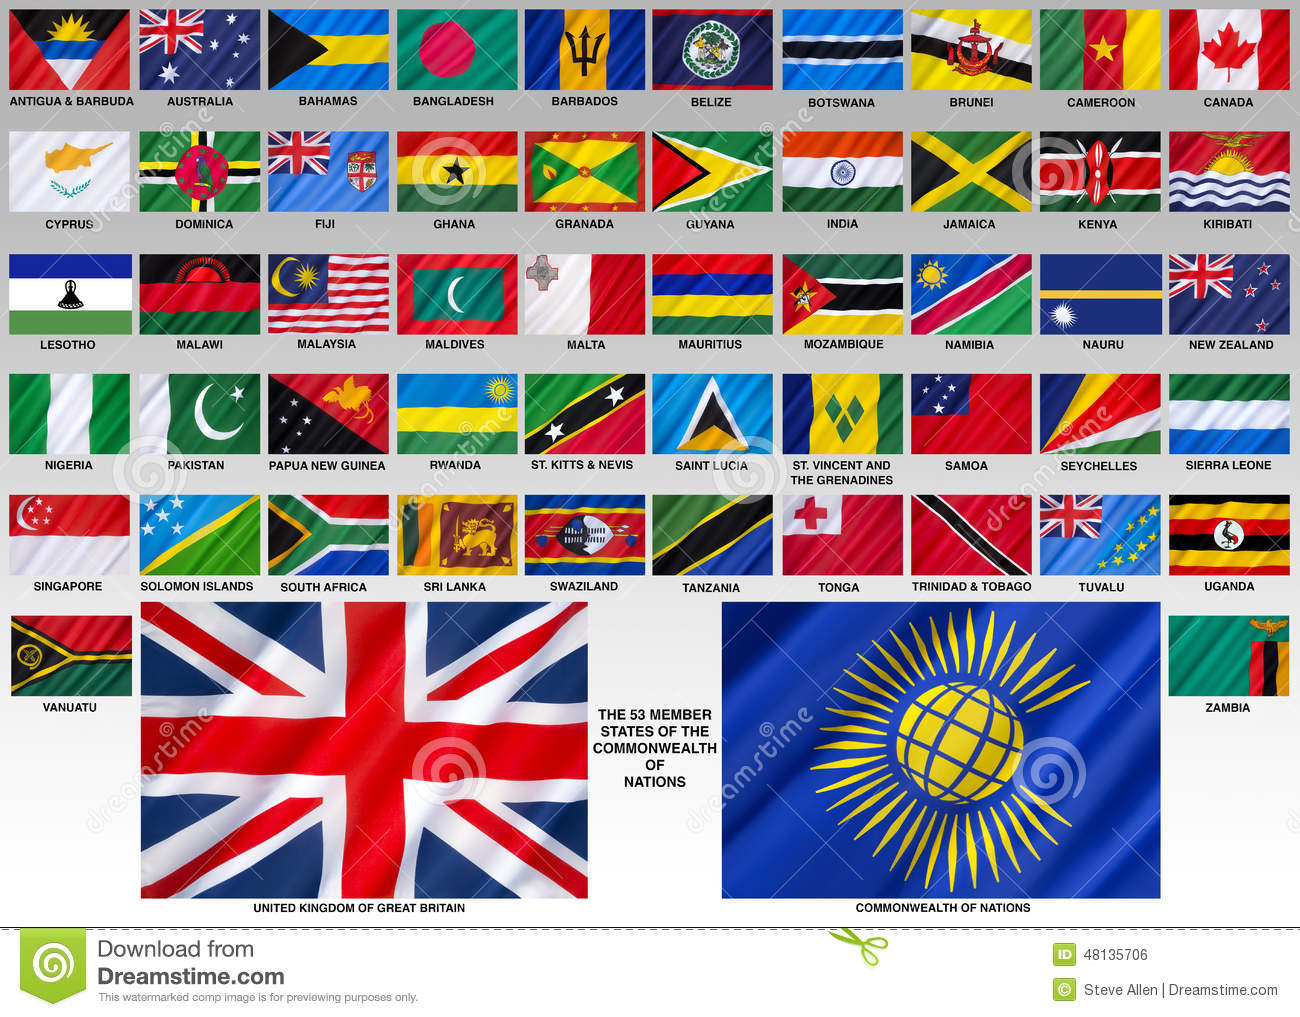 ANTIGUA & BARBUDA AUSTRALIA BAHAMAS BANGLADESH BARBADOS BELIZE BOTSWANA BRUNEI CAMEROON CANADA
CYPRUS DOMINICA FIJI GHANA GRANADA GUYANA INDIA JAMAICA KENYA KIRIBATI
LESOTHO MALAWI MALAYSIA MALDIVES MALTA MAURITIUS MOZAMBIQUE NAMIBIA NAURU NEW ZEALAND
NIGERIA PAKISTAN PAPUA NEW GUINEA RWANDA ST. KITTS & NEVIS SAINT LUCIA ST. VINCENT AND SAMOA SEYCHELLES SIERRA LEONE
THE GRENADINES
SINGAPORE SOLOMON ISLANDS SOUTH AFRICA SRI LANKA SWAZILAND TANZANIA TONGA TRINIDAD & TOBAGO TUVALU UGANDA
VANUATU ZAMBIA
THE 53 MEMBER
STATES OF THE
COMMONWEALTH
OF
NATIONS
UNITED KINGDOM OF GREAT BRITAIN COMMONWEALTH OF NATIONS
Download from
Dreamstime.com
This watermarked comp image is for previewing purposes only.
ID 48135706
© Steve Allen | Dreamstime.com